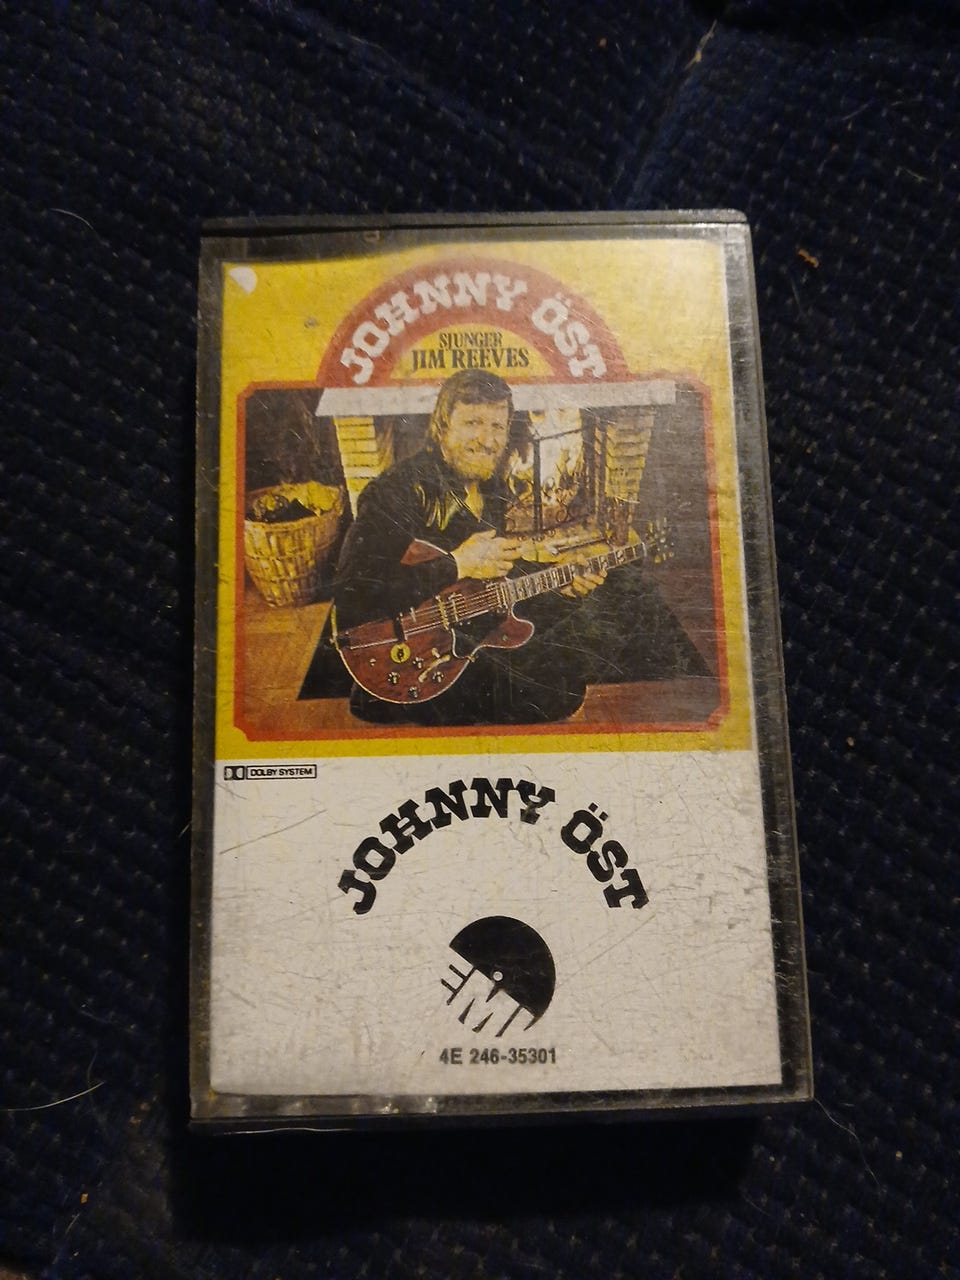 JOHNNY ÖST
SJUNGER
JIM REEVES
DOLBY SYSTEM
JOHNNY ÖST
EMI
4E 246-35301